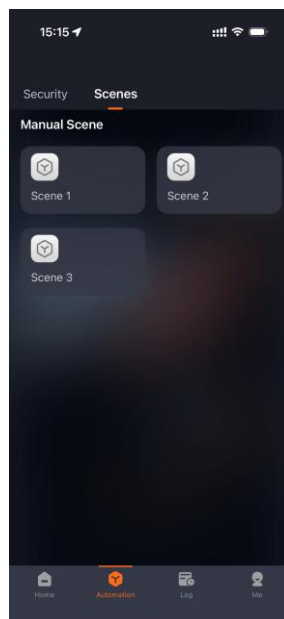 15:15
Security Scenes
Manual Scene
Scene 1 Scene 2
Scene 3
Home Automation Log Me